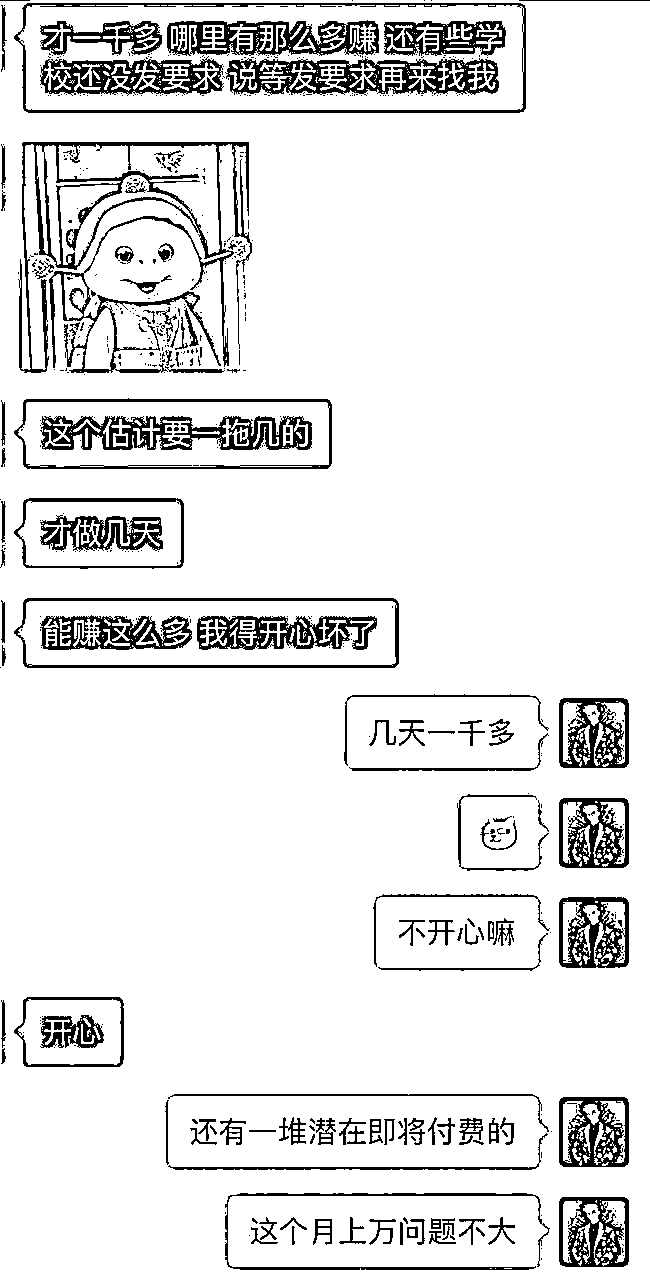 才一千多 哪里有那么多赚 还有些学
校还没发要求 说等发要求再来找我
这个估计要一拖几的
才做几天
能赚这么多 我得开心坏了
几天一千多
不开心嘛
开心
还有一堆潜在即将付费的
这个月上万问题不大